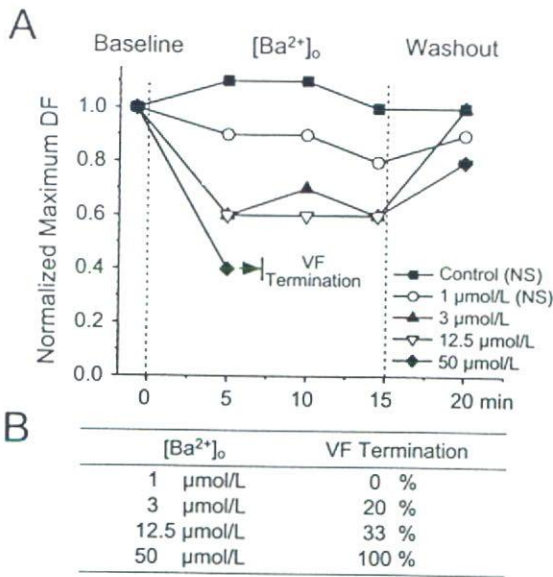 A
Baseline [Ba²⁺]ₒ Washout
Normalized Maximum DF
1.0
0.8
0.6
0.4
0.2
0.0
VF
Termination
Control (NS)
1 µmol/L (NS)
3 µmol/L
12.5 µmol/L
50 µmol/L
0 5 10 15 20 min
B
[Ba²⁺]ₒ VF Termination
1 µmol/L 0 %
3 µmol/L 20 %
12.5 µmol/L 33 %
50 µmol/L 100 %